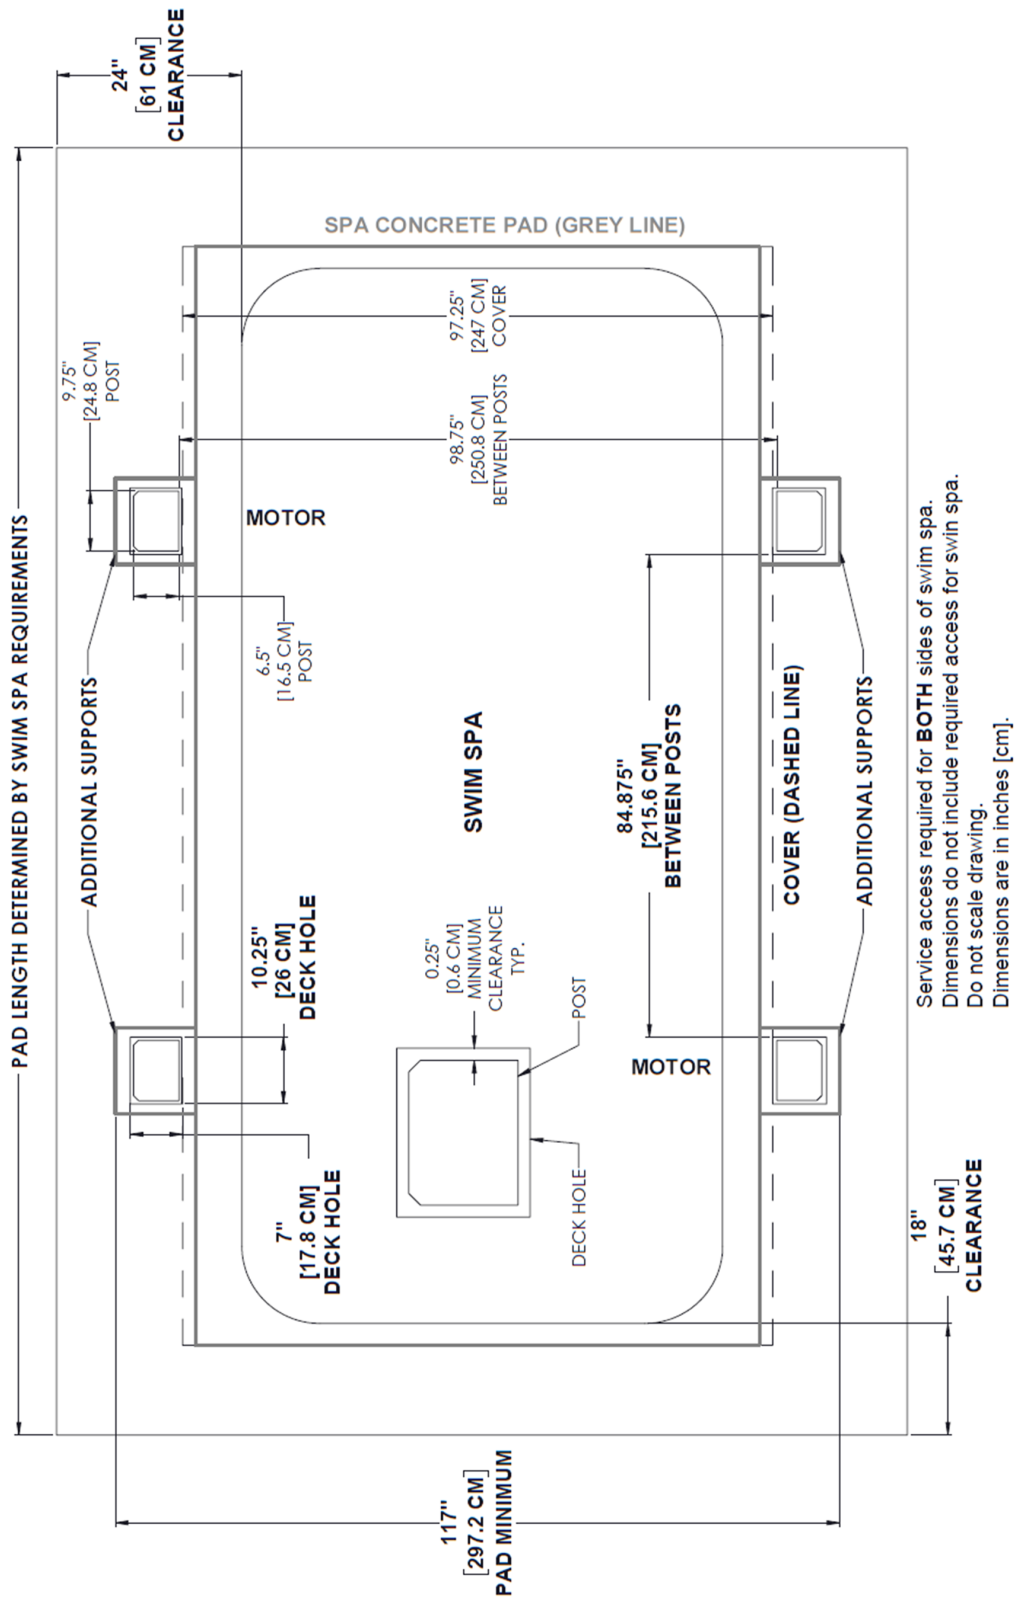 PAD LENGTH DETERMINED BY SWIM SPA REQUIREMENTS
24"
[61 CM]
CLEARANCE
9.75"
[24.8 CM]
POST
ADDITIONAL SUPPORTS
SPA CONCRETE PAD (GREY LINE)
MOTOR
6.5"
[16.5 CM]
POST
10.25"
[26 CM]
DECK HOLE
7"
[17.8 CM]
DECK HOLE
97.25"
[247 CM]
COVER
98.75"
[250.8 CM]
BETWEEN POSTS
SWIM SPA
0.25"
[0.6 CM]
MINIMUM
CLEARANCE
TYP.
POST
DECK HOLE
117"
[297.2 CM]
PAD MINIMUM
84.875"
[215.6 CM]
BETWEEN POSTS
MOTOR
COVER (DASHED LINE)
ADDITIONAL SUPPORTS
18"
[45.7 CM]
CLEARANCE
Service access required for BOTH sides of swim spa.
Dimensions do not include required access for swin spa.
Do not scale drawing.
Dimensions are in inches [cm].